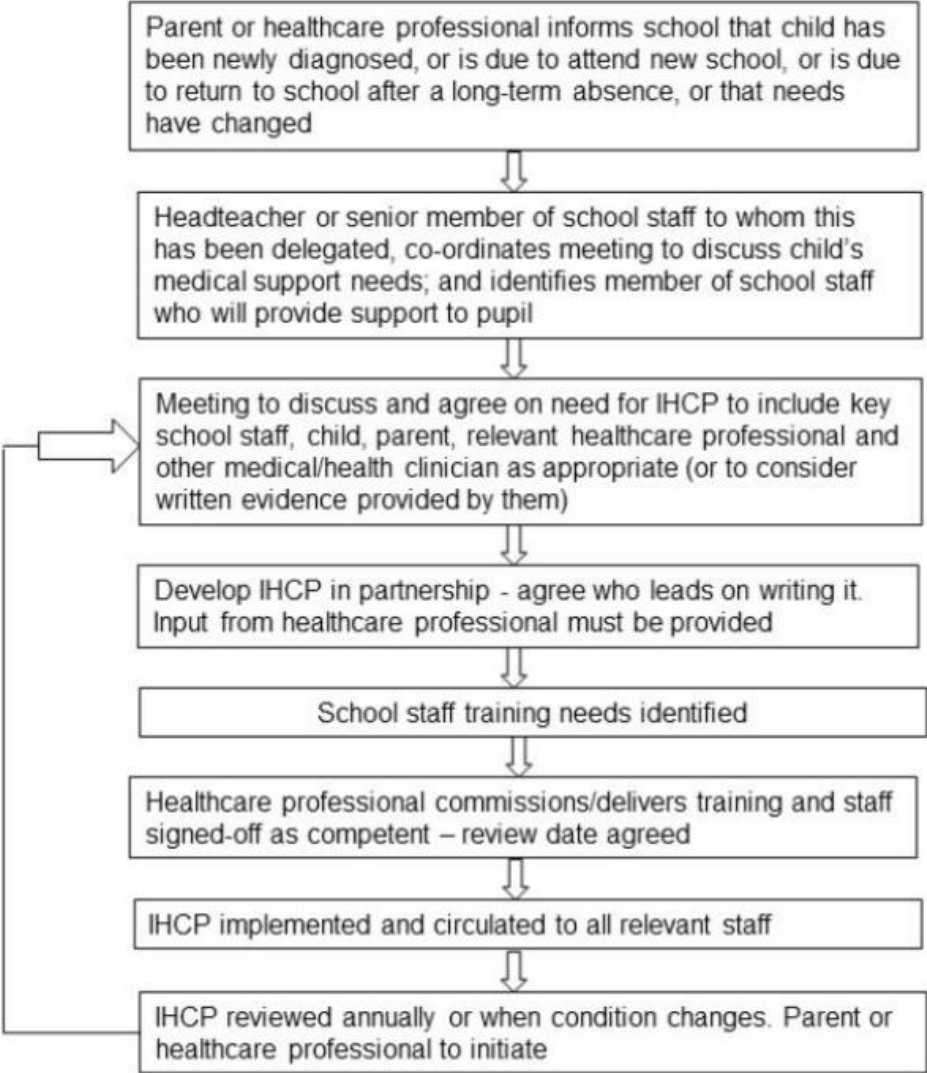 Parent or healthcare professional informs school that child has
been newly diagnosed, or is due to attend new school, or is due
to return to school after a long-term absence, or that needs
have changed
Headteacher or senior member of school staff to whom this
has been delegated, co-ordinates meeting to discuss child's
medical support needs; and identifies member of school staff
who will provide support to pupil
Meeting to discuss and agree on need for IHCP to include key
school staff, child, parent, relevant healthcare professional and
other medical/health clinician as appropriate (or to consider
written evidence provided by them)
Develop IHCP in partnership - agree who leads on writing it.
Input from healthcare professional must be provided
School staff training needs identified
Healthcare professional commissions/delivers training and staff
signed-off as competent – review date agreed
IHCP implemented and circulated to all relevant staff
IHCP reviewed annually or when condition changes. Parent or
healthcare professional to initiate